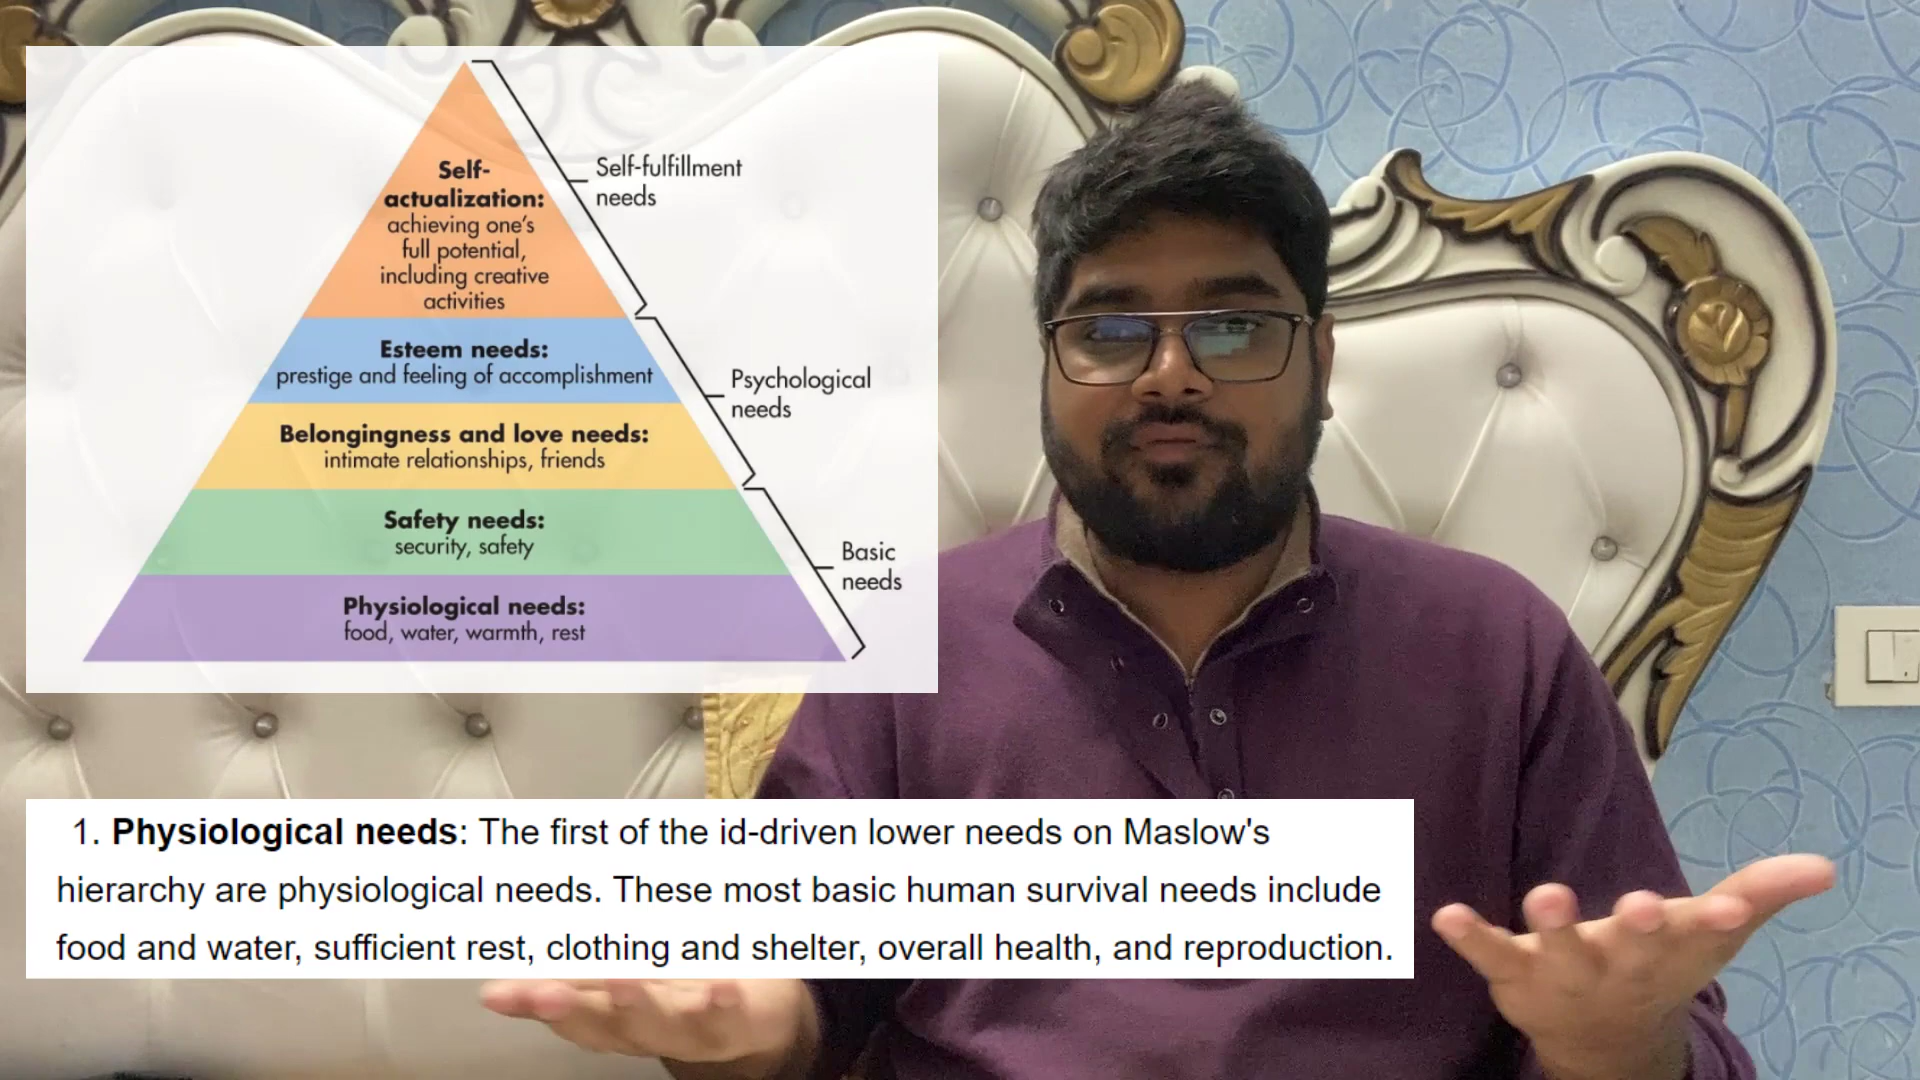 Self-
actualization:
achieving one's
full potential,
including creative
activities
Self-fulfillment
needs
Esteem needs:
prestige and feeling of accomplishment
Psychological
needs
Belongingness and love needs:
intimate relationships, friends
Safety needs:
security, safety
Basic
needs
Physiological needs:
food, water, warmth, rest
1. Physiological needs: The first of the id-driven lower needs on Maslow's
hierarchy are physiological needs. These most basic human survival needs include
food and water, sufficient rest, clothing and shelter, overall health, and reproduction.